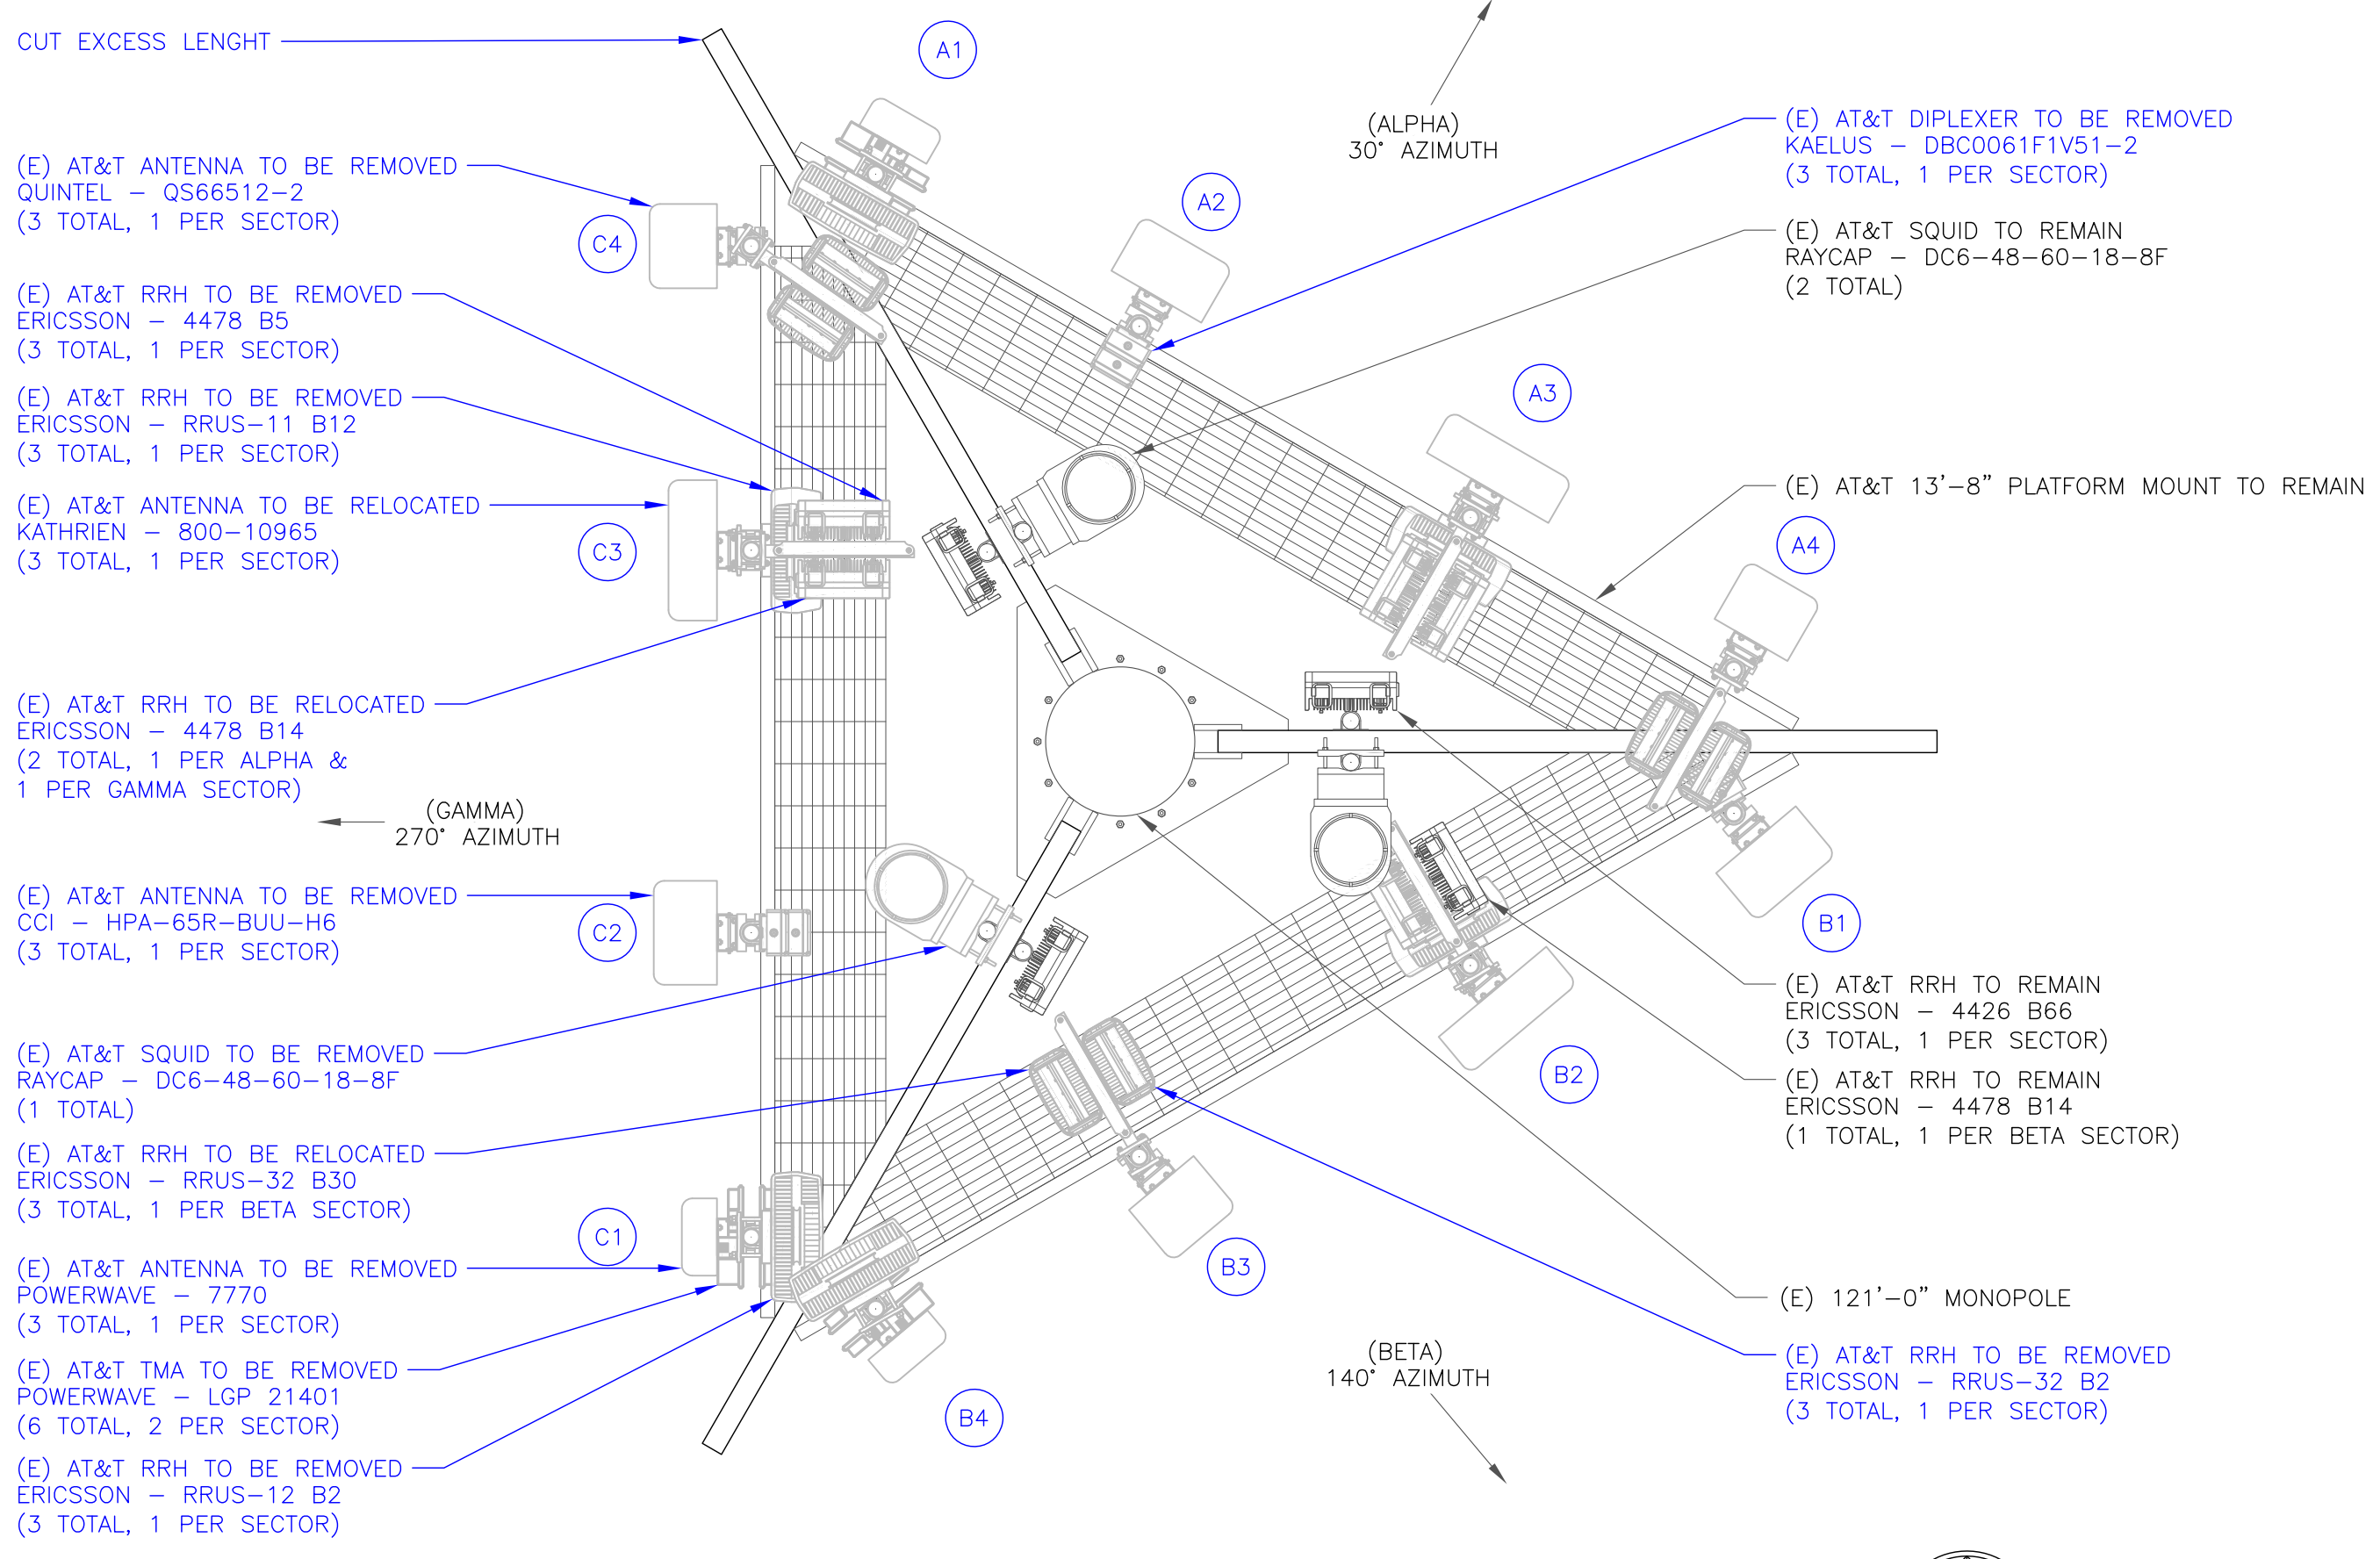 CUT EXCESS LENGHT
(E) AT&T ANTENNA TO BE REMOVED
QUINTEL - QS66512-2
(3 TOTAL, 1 PER SECTOR)
(E) AT&T RRH TO BE REMOVED
ERICSSON - 4478 B5
(3 TOTAL, 1 PER SECTOR)
(E) AT&T RRH TO BE REMOVED
ERICSSON - RRUS-11 B12
(3 TOTAL, 1 PER SECTOR)
(E) AT&T ANTENNA TO BE RELOCATED
KATHRIEN - 800-10965
(3 TOTAL, 1 PER SECTOR)
(E) AT&T RRH TO BE RELOCATED
ERICSSON - 4478 B14
(2 TOTAL, 1 PER ALPHA &
1 PER GAMMA SECTOR)
(GAMMA)
270° AZIMUTH
(E) AT&T ANTENNA TO BE REMOVED
CCI - HPA-65R-BUU-H6
(3 TOTAL, 1 PER SECTOR)
(E) AT&T SQUID TO BE REMOVED
RAYCAP - DC6-48-60-18-8F
(1 TOTAL)
(E) AT&T RRH TO BE RELOCATED
ERICSSON - RRUS-32 B30
(3 TOTAL, 1 PER BETA SECTOR)
(E) AT&T ANTENNA TO BE REMOVED
POWERWAVE - 7770
(3 TOTAL, 1 PER SECTOR)
(E) AT&T TMA TO BE REMOVED
POWERWAVE - LGP 21401
(6 TOTAL, 2 PER SECTOR)
(E) AT&T RRH TO BE REMOVED
ERICSSON - RRUS-12 B2
(3 TOTAL, 1 PER SECTOR)
C4
C3
C2
C1
A1
A2
A3
A4
B1
B2
B3
B4
(ALPHA)
30° AZIMUTH
(BETA)
140° AZIMUTH
(E) AT&T DIPLEXER TO BE REMOVED
KAELUS - DBC0061F1V51-2
(3 TOTAL, 1 PER SECTOR)
(E) AT&T SQUID TO REMAIN
RAYCAP - DC6-48-60-18-8F
(2 TOTAL)
(E) AT&T 13'-8" PLATFORM MOUNT TO REMAIN
(E) AT&T RRH TO REMAIN
ERICSSON - 4426 B66
(3 TOTAL, 1 PER SECTOR)
(E) AT&T RRH TO REMAIN
ERICSSON - 4478 B14
(1 TOTAL, 1 PER BETA SECTOR)
(E) 121'-0" MONOPOLE
(E) AT&T RRH TO BE REMOVED
ERICSSON - RRUS-32 B2
(3 TOTAL, 1 PER SECTOR)